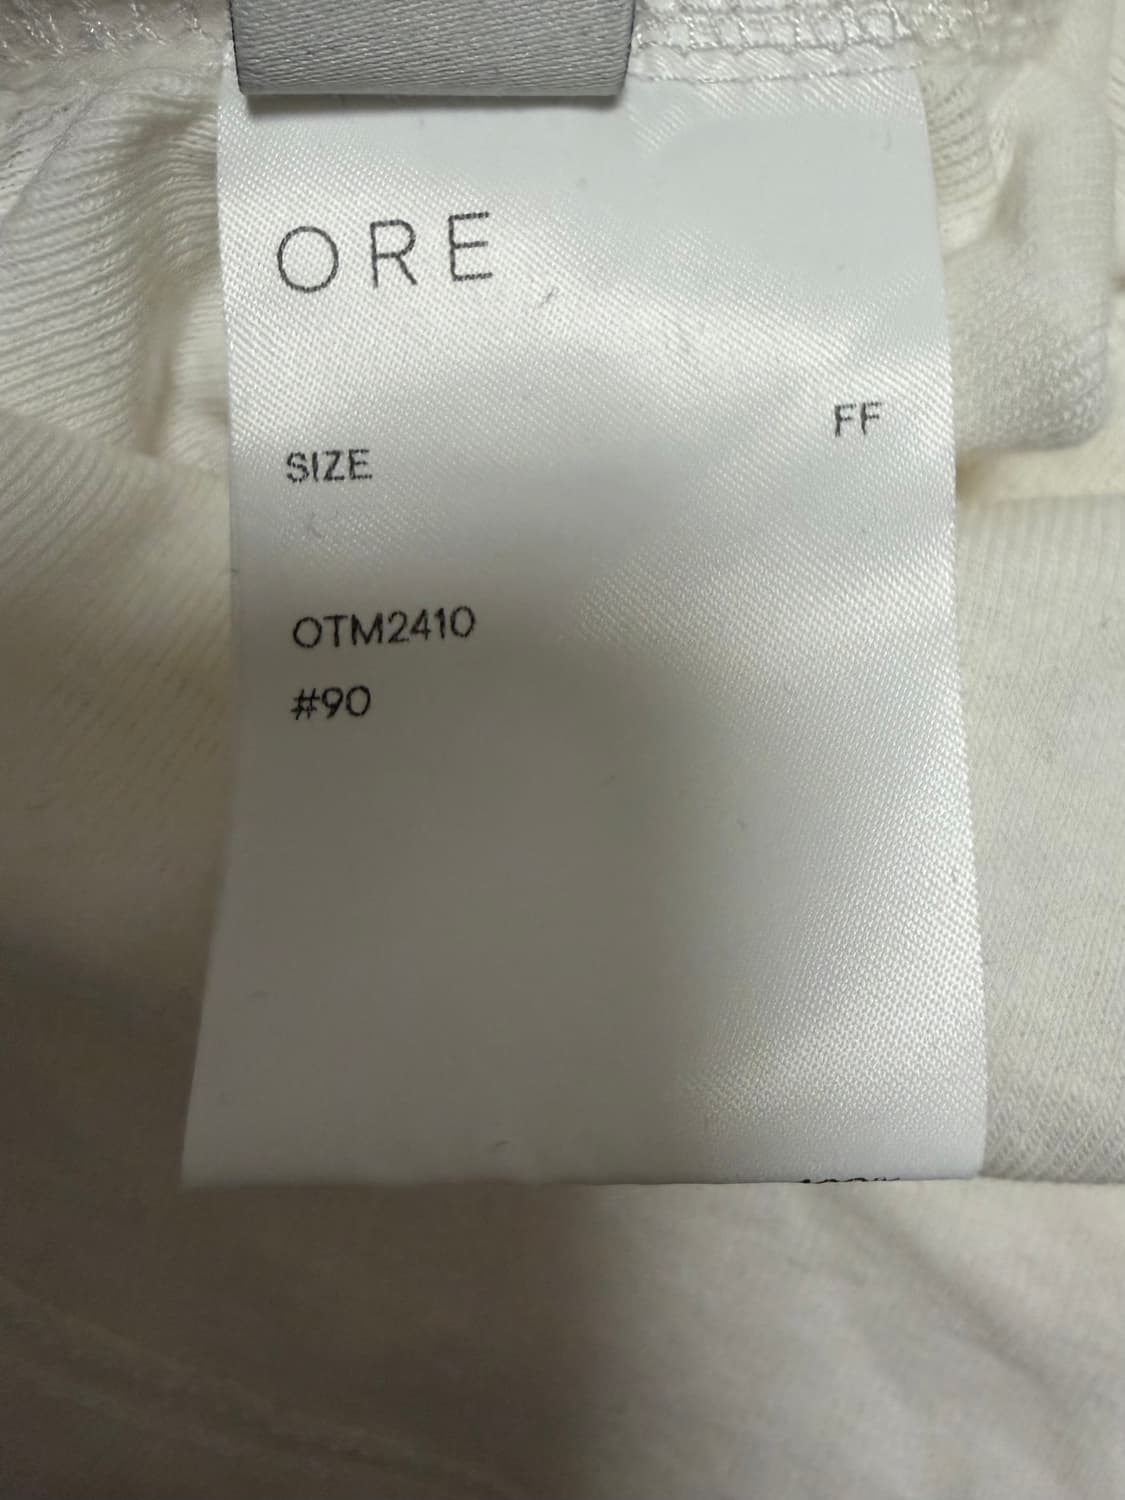 ORE
SIZE FF
OTM2410
#90